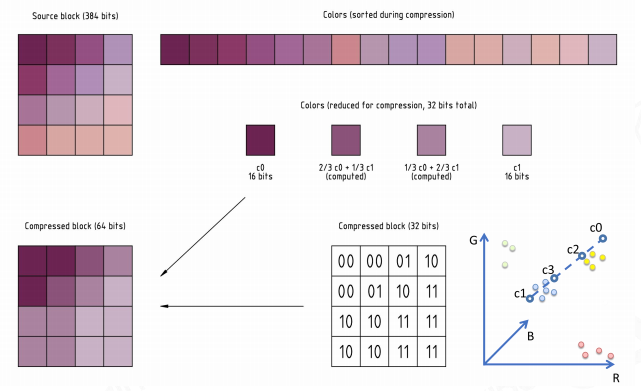 Source block (384 bits)
Colors (sorted during compression)
Colors (reduced for compression, 32 bits total)
c0
16 bits
2/3 c0 + 1/3 c1
(computed)
1/3 c0 + 2/3 c1
(computed)
c1
16 bits
Compressed block (64 bits)
Compressed block (32 bits)
00 00 01 10
00 01 10 11
10 10 11 11
10 10 11 11
G
c0
c2
c3
c1
B
R